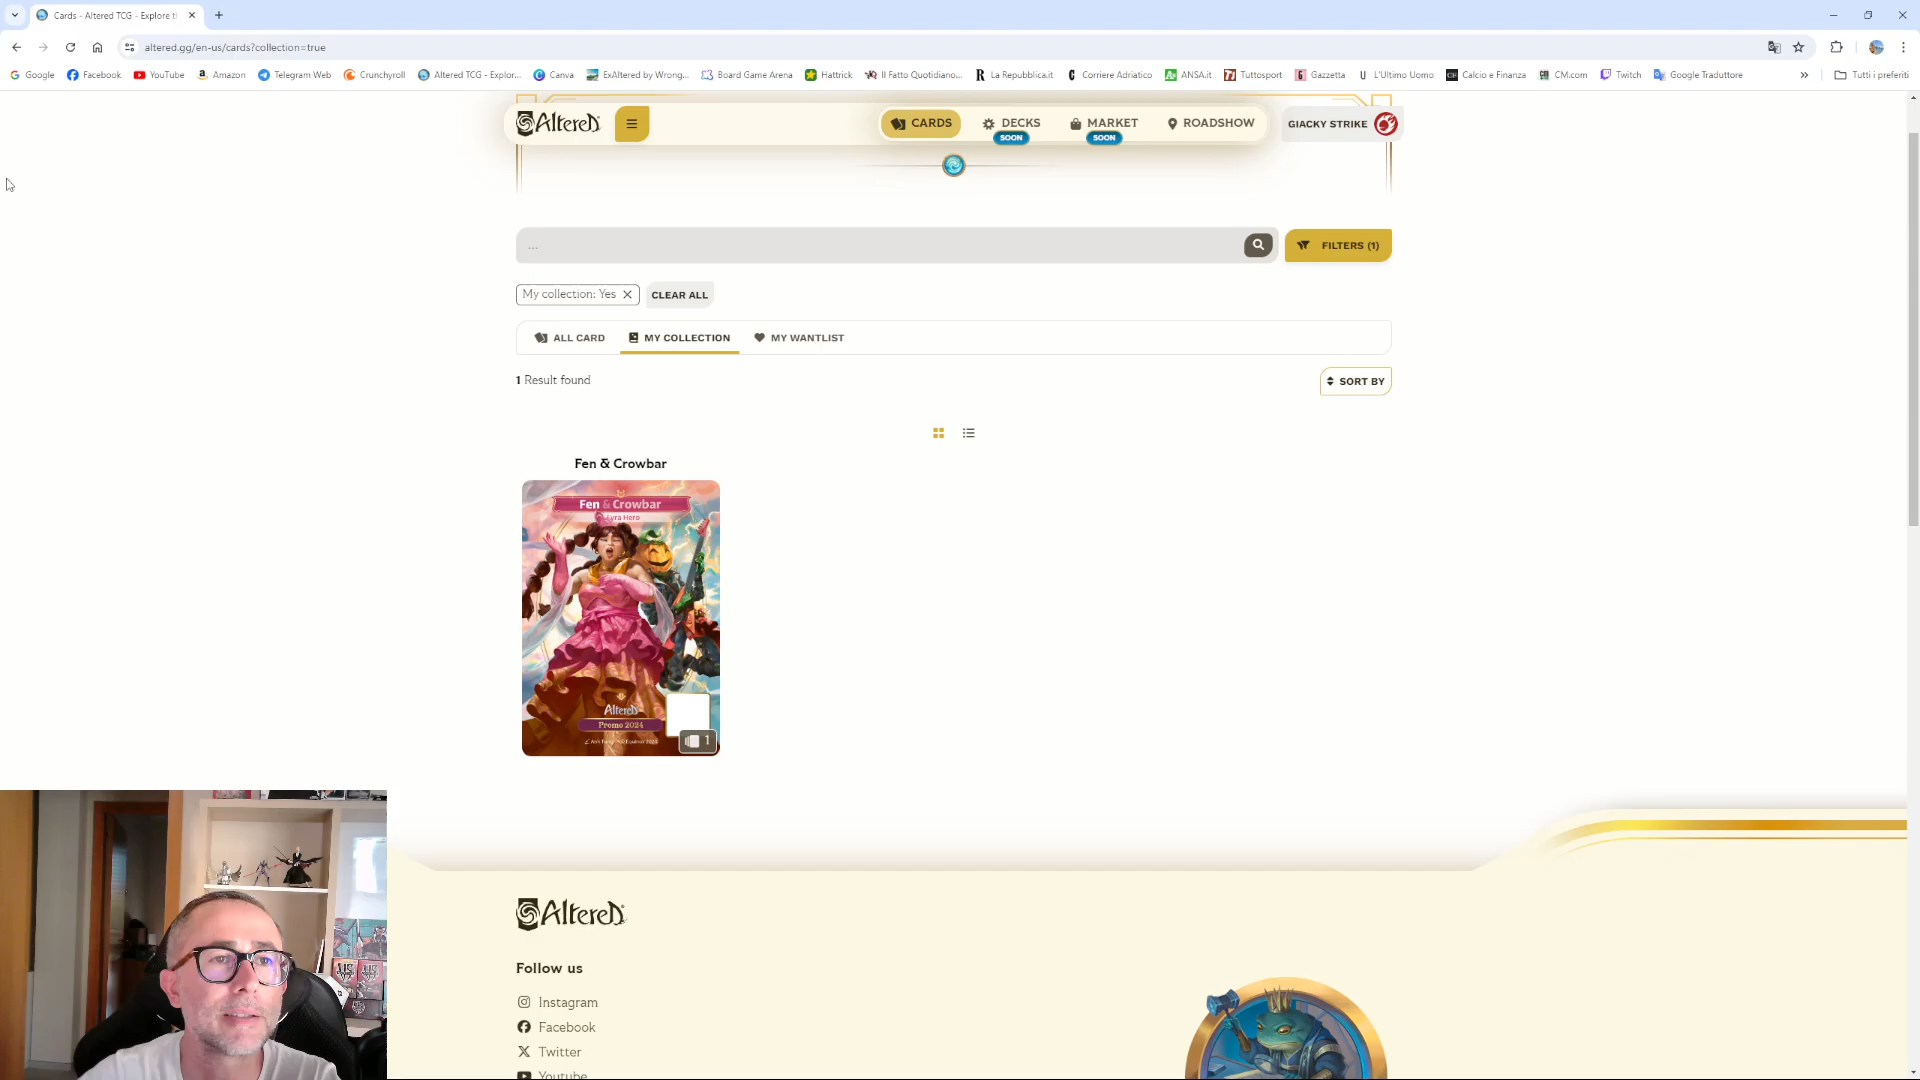 Cards - Altered TCG - Explore t
altered.gg/en-us/cards?collection=true
Google
Facebook
YouTube
Amazon
Telegram Web
Crunchyroll
Altered TCG - Explor...
Canva
ExAltered by Wrong...
Board Game Arena
Hattrick
Il Fatto Quotidiano...
La Repubblica.it
Corriere Adriatico
ANSA.it
Tuttosport
Gazzetta
L'Ultimo Uomo
Calcio e Finanza
CM.com
Twitch
Google Traduttore
Tutti i preferiti
Altered
CARDS
DECKS
SOON
MARKET
SOON
ROADSHOW
GIACKY STRIKE
...
FILTERS (1)
My collection: Yes
CLEAR ALL
ALL CARD
MY COLLECTION
MY WANTLIST
1 Result found
SORT BY
Fen & Crowbar
Fen & Crowbar
Lyra Hero
Altered
Promo 2024
1
Altered
Follow us
Instagram
Facebook
Twitter
Youtube